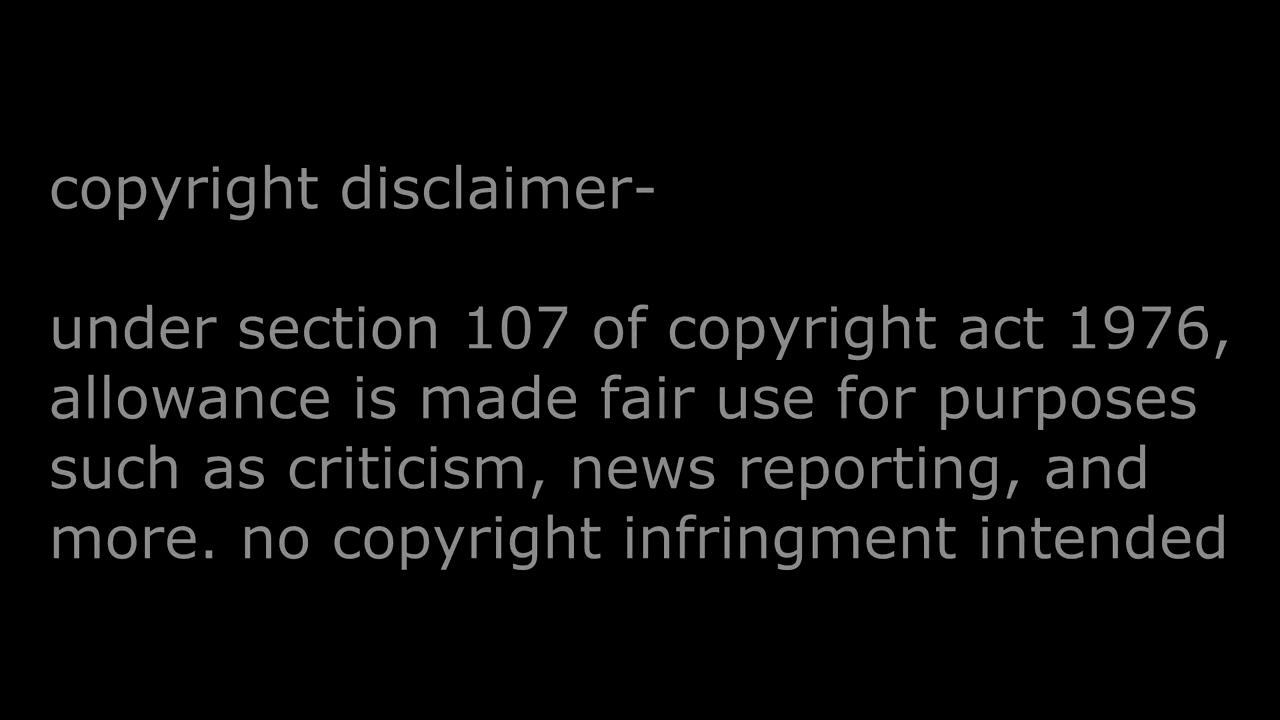 copyright disclaimer-
under section 107 of copyright act 1976,
allowance is made fair use for purposes
such as criticism, news reporting, and
more. no copyright infringment intended